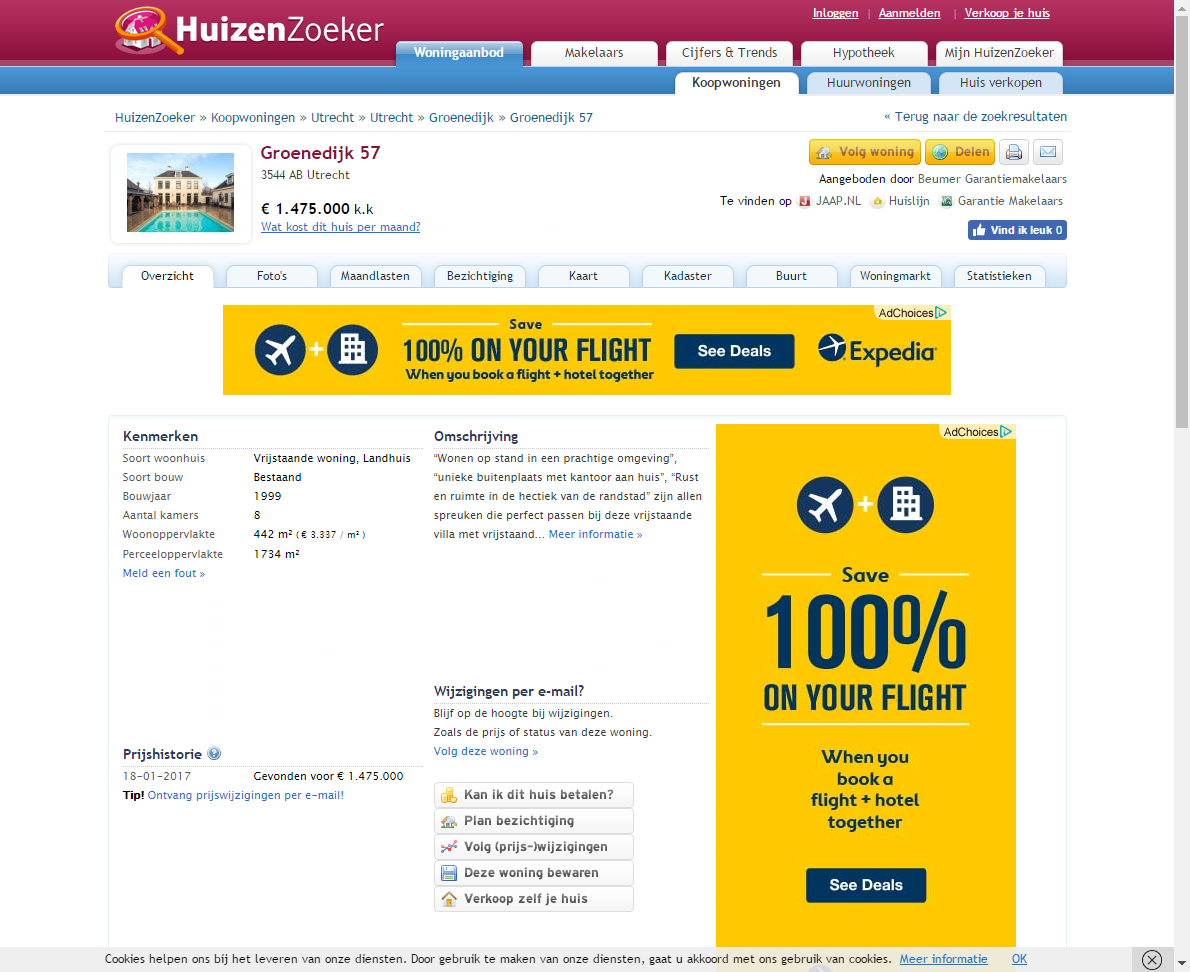 Inloggen | Aanmelden | Verkoop je huis
HuizenZoeker
Woningaanbod Makelaars Cijfers & Trends Hypotheek Mijn HuizenZoeker
Koopwoningen Huurwoningen Huis verkopen
HuizenZoeker » Koopwoningen » Utrecht » Utrecht » Groenedijk » Groenedijk 57
« Terug naar de zoekresultaten
Groenedijk 57
3544 AB Utrecht
€ 1.475.000 k.k
Wat kost dit huis per maand?
Volg woning Delen
Aangeboden door Beumer Garantiemakelaars
Te vinden op JAAP.NL Huislijn Garantie Makelaars
Vind ik leuk 0
Overzicht Foto's Maandlasten Bezichtiging Kaart Kadaster Buurt Woningmarkt Statistieken
AdChoices
Save
100% ON YOUR FLIGHT
When you book a flight + hotel together
See Deals
Expedia
Kenmerken
Soort woonhuis Vrijstaande woning, Landhuis
Soort bouw Bestaand
Bouwjaar 1999
Aantal kamers 8
Woonoppervlakte 442 m² ( € 3.337 / m² )
Perceeloppervlakte 1734 m²
Meld een fout »
Prijshistorie ?
18-01-2017 Gevonden voor € 1.475.000
Tip! Ontvang prijswijzigingen per e-mail!
Omschrijving
“Wonen op stand in een prachtige omgeving”,
“unieke buitenplaats met kantoor aan huis”, “Rust
en ruimte in de hectiek van de randstad” zijn allen
spreuken die perfect passen bij deze vrijstaande
villa met vrijstaand... Meer informatie »
Wijzigingen per e-mail?
Blijf op de hoogte bij wijzigingen.
Zoals de prijs of status van deze woning.
Volg deze woning »
Kan ik dit huis betalen?
Plan bezichtiging
Volg (prijs-)wijzigingen
Deze woning bewaren
Verkoop zelf je huis
AdChoices
Save
100%
ON YOUR FLIGHT
When you
book a
flight + hotel
together
See Deals
Cookies helpen ons bij het leveren van onze diensten. Door gebruik te maken van onze diensten, gaat u akkoord met ons gebruik van cookies. Meer informatie OK